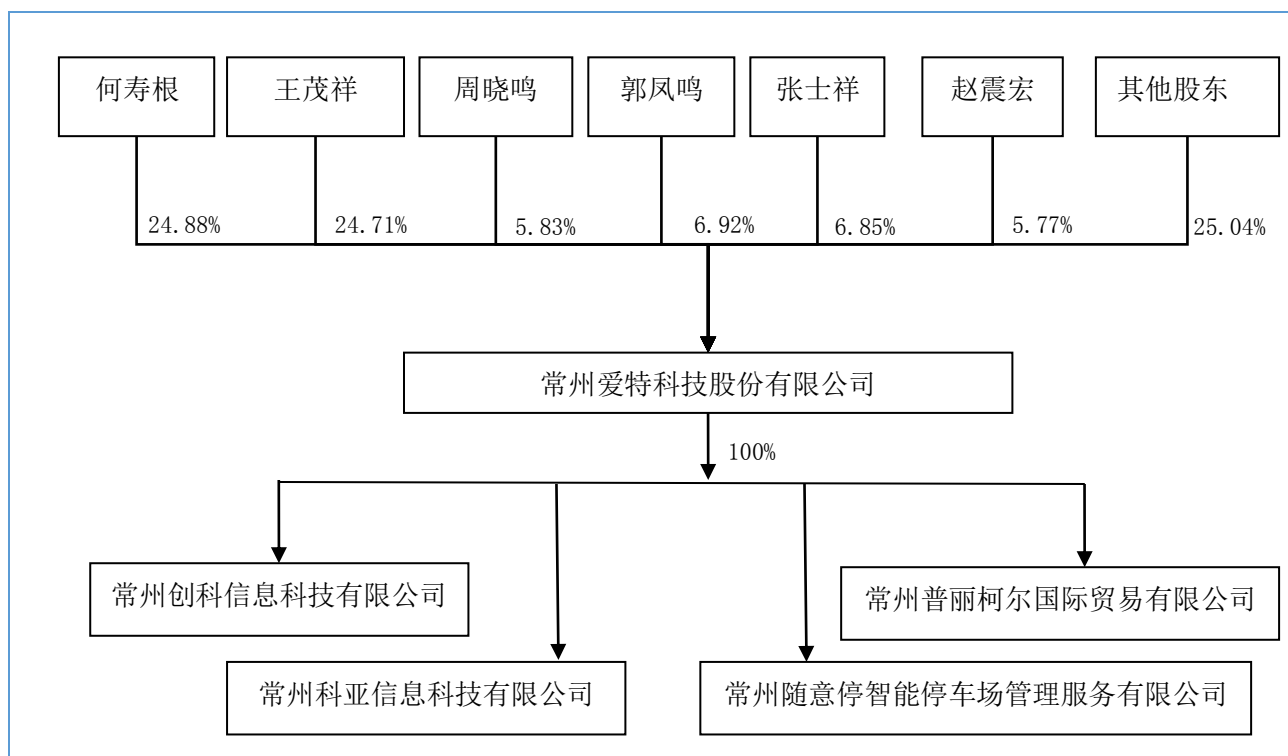 何寿根
王茂祥
周晓鸣
郭凤鸣
张士祥
赵震宏
其他股东
24.88%
24.71%
5.83%
6.92%
6.85%
5.77%
25.04%
常州爱特科技股份有限公司
100%
常州创科信息科技有限公司
常州普丽柯尔国际贸易有限公司
常州科亚信息科技有限公司
常州随意停智能停车场管理服务有限公司